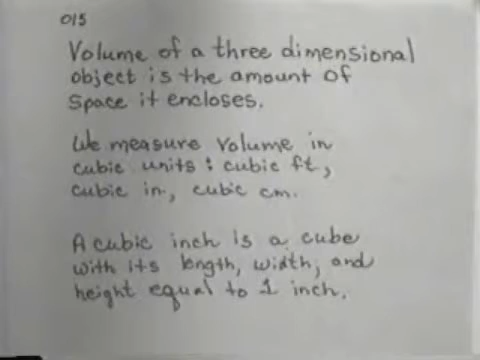 015
Volume of a three dimensional
object is the amount of
space it encloses.
We measure volume in
cubic units : cubic ft,
cubic in, cubic cm.
A cubic inch is a cube
with its length, width, and
height equal to 1 inch.